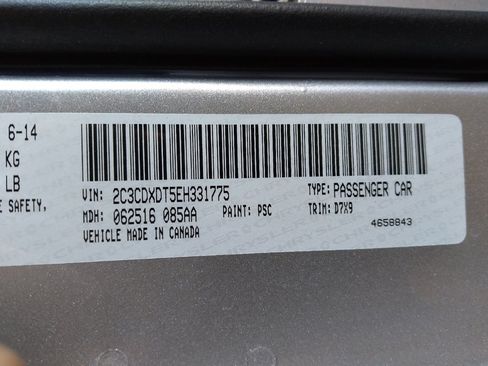 6-14
KG
LB
E SAFETY,
VIN: 2C3CDXDT5EH331775 TYPE: PASSENGER CAR
MDH: 062516 085AA PAINT: PSC TRIM: D7X9
VEHICLE MADE IN CANADA 4658843